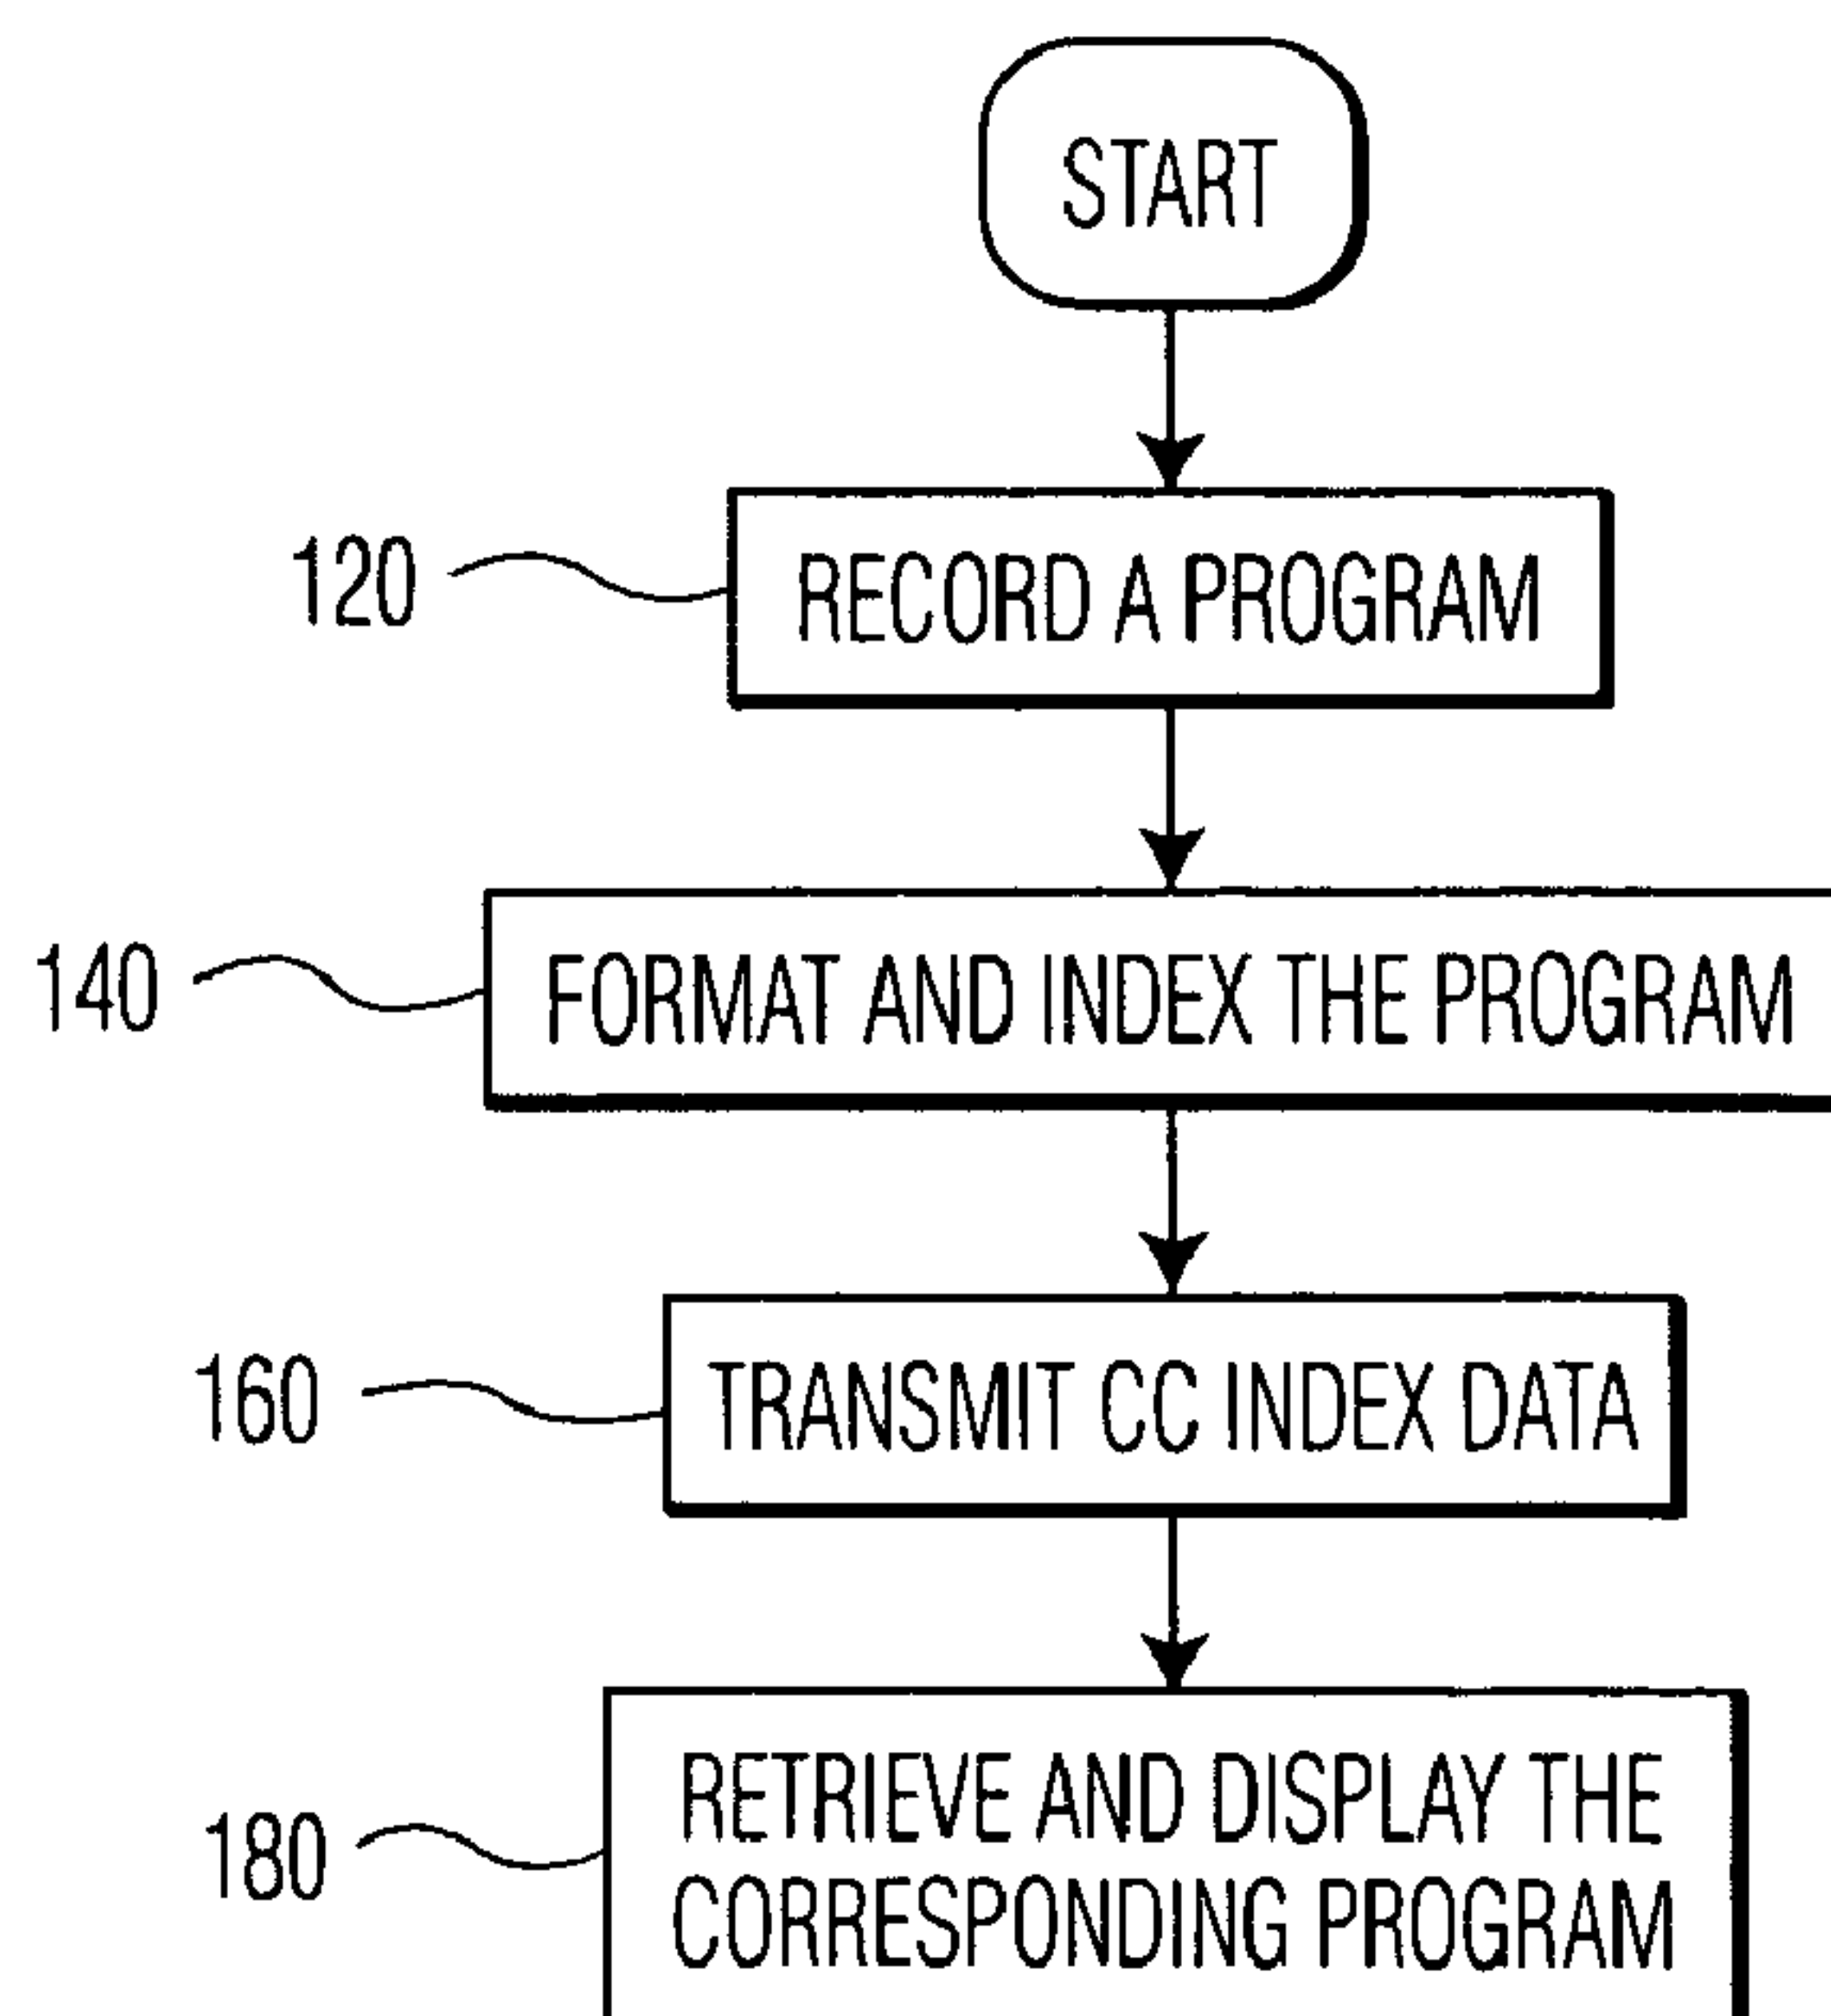 START
120
RECORD A PROGRAM
140
FORMAT AND INDEX THE PROGRAM
160
TRANSMIT CC INDEX DATA
180
RETRIEVE AND DISPLAY THE
CORRESPONDING PROGRAM